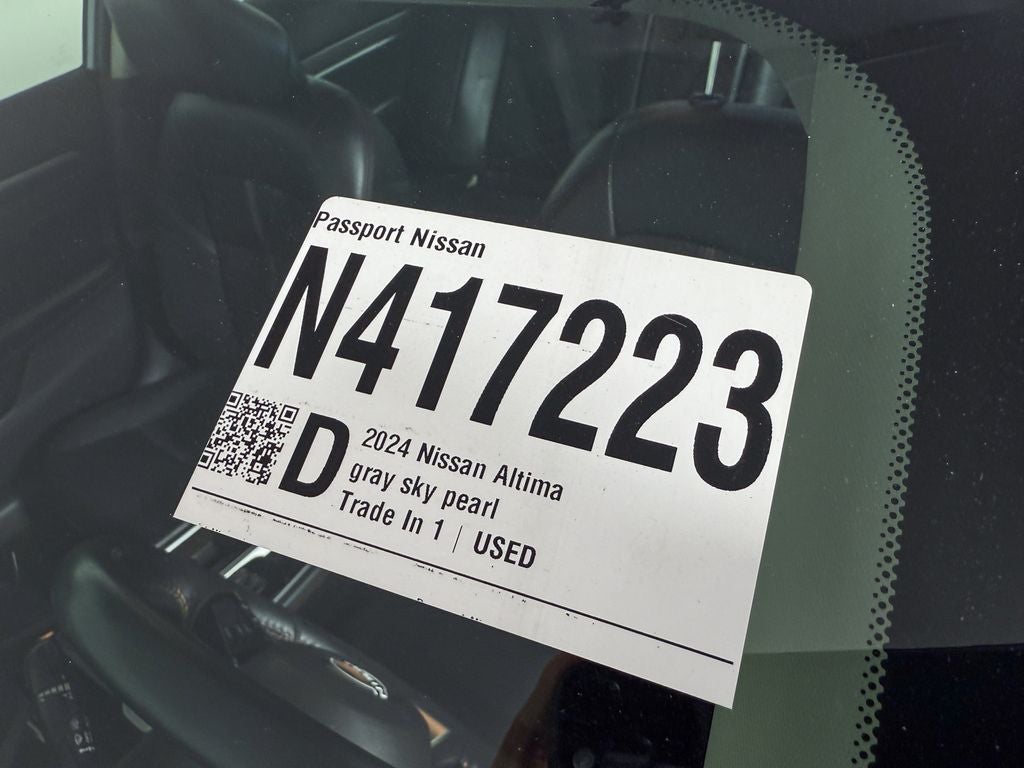 Passport Nissan
N417223
D
2024 Nissan Altima
gray sky pearl
Trade In 1 | USED